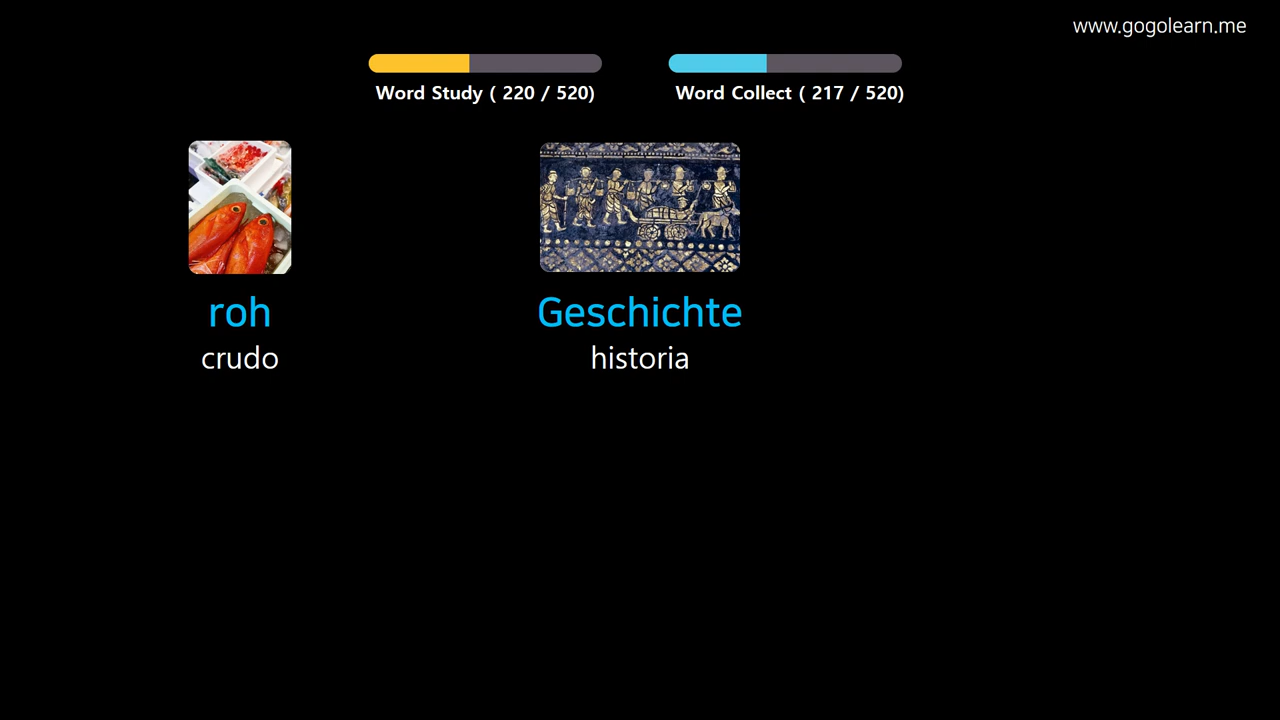 www.gogolearn.me
Word Study ( 220 / 520)
Word Collect ( 217 / 520)
roh
crudo
Geschichte
historia